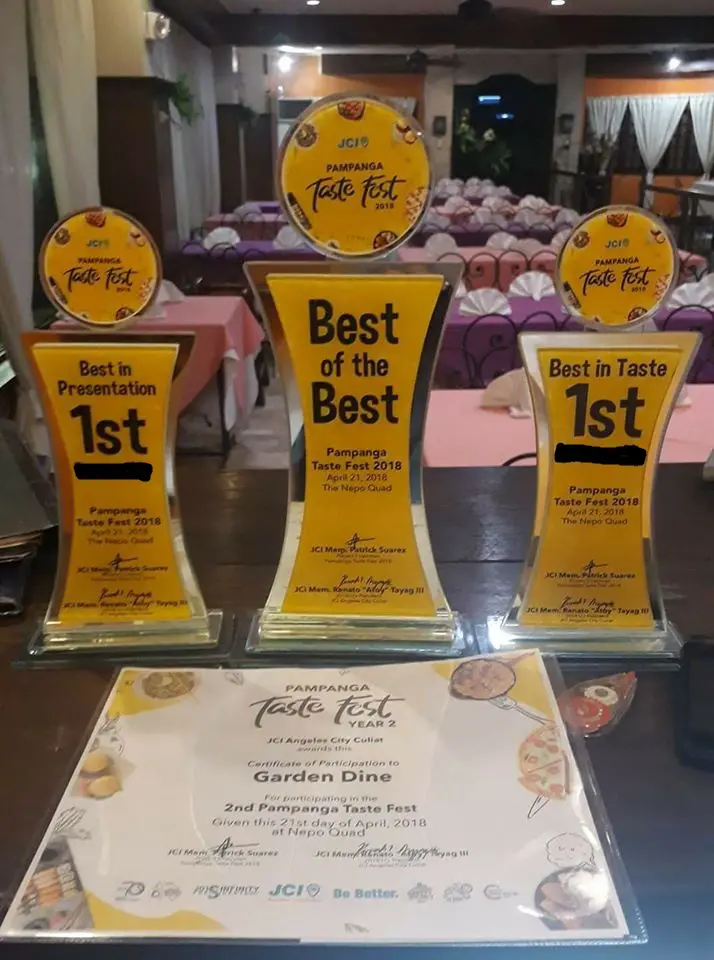 JCI
PAMPANGA
Taste Fest
2018
Best in
Presentation
1st
Pampanga
Taste Fest 2018
April 21, 2018
The Nepo Quad
JCI Mem. Patrick Suarez
JCI Mem. Renato "Atoy" Tayag III
JCI
PAMPANGA
Taste Fest
2018
Best
of the
Best
Pampanga
Taste Fest 2018
April 21, 2018
The Nepo Quad
JCI Mem. Patrick Suarez
JCI Mem. Renato "Atoy" Tayag III
JCI
PAMPANGA
Taste Fest
2018
Best in Taste
1st
Pampanga
Taste Fest 2018
April 21, 2018
The Nepo Quad
JCI Mem. Patrick Suarez
JCI Mem. Renato "Atoy" Tayag III
PAMPANGA
Taste Fest
YEAR 2
JCI Angeles City Culiat
awards this
Certificate of Participation to
Garden Dine
For participating in the
2nd Pampanga Taste Fest
Given this 21st day of April, 2018
at Nepo Quad
JCI Mem. Patrick Suarez JCI Mem. Renato Tayag III
JCI Be Better.